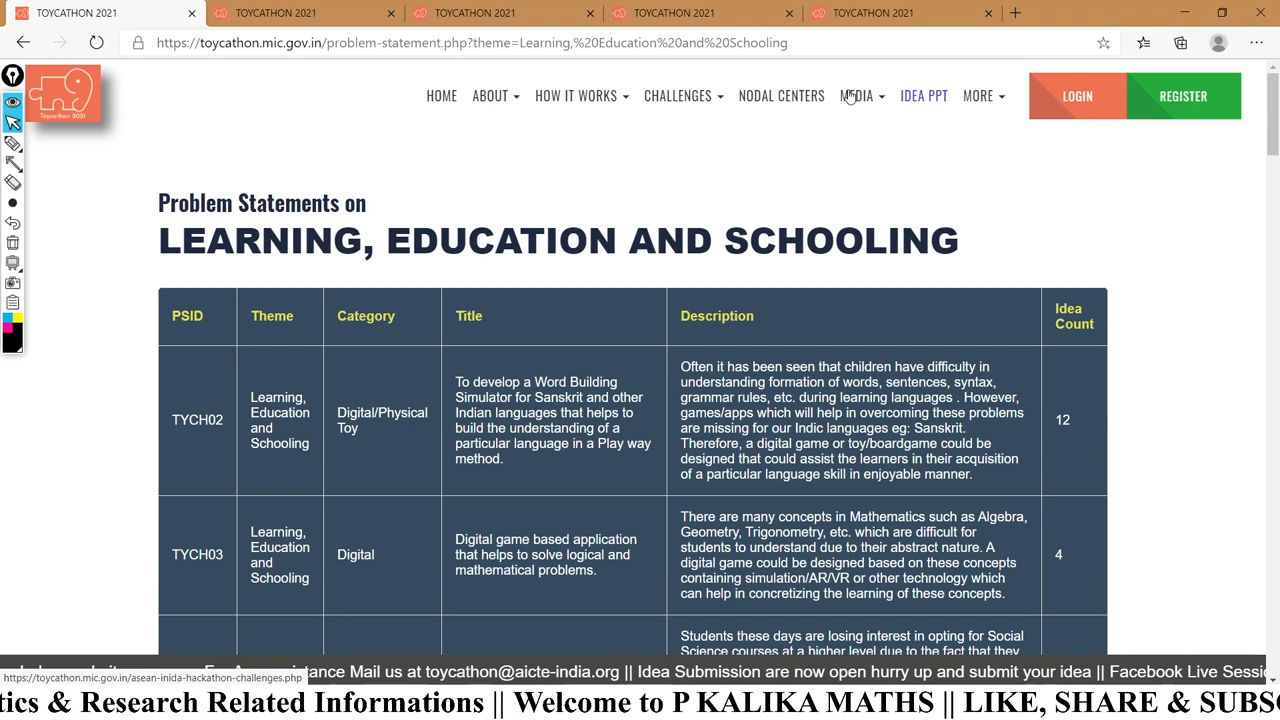 TOYCATHON 2021
TOYCATHON 2021
TOYCATHON 2021
TOYCATHON 2021
TOYCATHON 2021
https://toycathon.mic.gov.in/problem-statement.php?theme=Learning,%20Education%20and%20Schooling
Toycathon 2021
HOME ABOUT HOW IT WORKS CHALLENGES NODAL CENTERS MEDIA IDEA PPT MORE LOGIN REGISTER
Problem Statements on
LEARNING, EDUCATION AND SCHOOLING
PSID Theme Category Title Description Idea Count
TYCH02
Learning,
Education
and
Schooling
Digital/Physical
Toy
To develop a Word Building
Simulator for Sanskrit and other
Indian languages that helps to
build the understanding of a
particular language in a Play way
method.
Often it has been seen that children have difficulty in
understanding formation of words, sentences, syntax,
grammar rules, etc. during learning languages . However,
games/apps which will help in overcoming these problems
are missing for our Indic languages eg: Sanskrit.
Therefore, a digital game or toy/boardgame could be
designed that could assist the learners in their acquisition
of a particular language skill in enjoyable manner.
12
TYCH03
Learning,
Education
and
Schooling
Digital
Digital game based application
that helps to solve logical and
mathematical problems.
There are many concepts in Mathematics such as Algebra,
Geometry, Trigonometry, etc. which are difficult for
students to understand due to their abstract nature. A
digital game could be designed based on these concepts
containing simulation/AR/VR or other technology which
can help in concretizing the learning of these concepts.
4
Students these days are losing interest in opting for Social
Science courses at a higher level due to the fact that they
Mail us at toycathon@aicte-india.org || Idea Submission are now open hurry up and submit your idea || Facebook Live Sessi
https://toycathon.mic.gov.in/asean-inida-hackathon-challenges.php
tics & Research Related Informations || Welcome to P KALIKA MATHS || LIKE, SHARE & SUBS